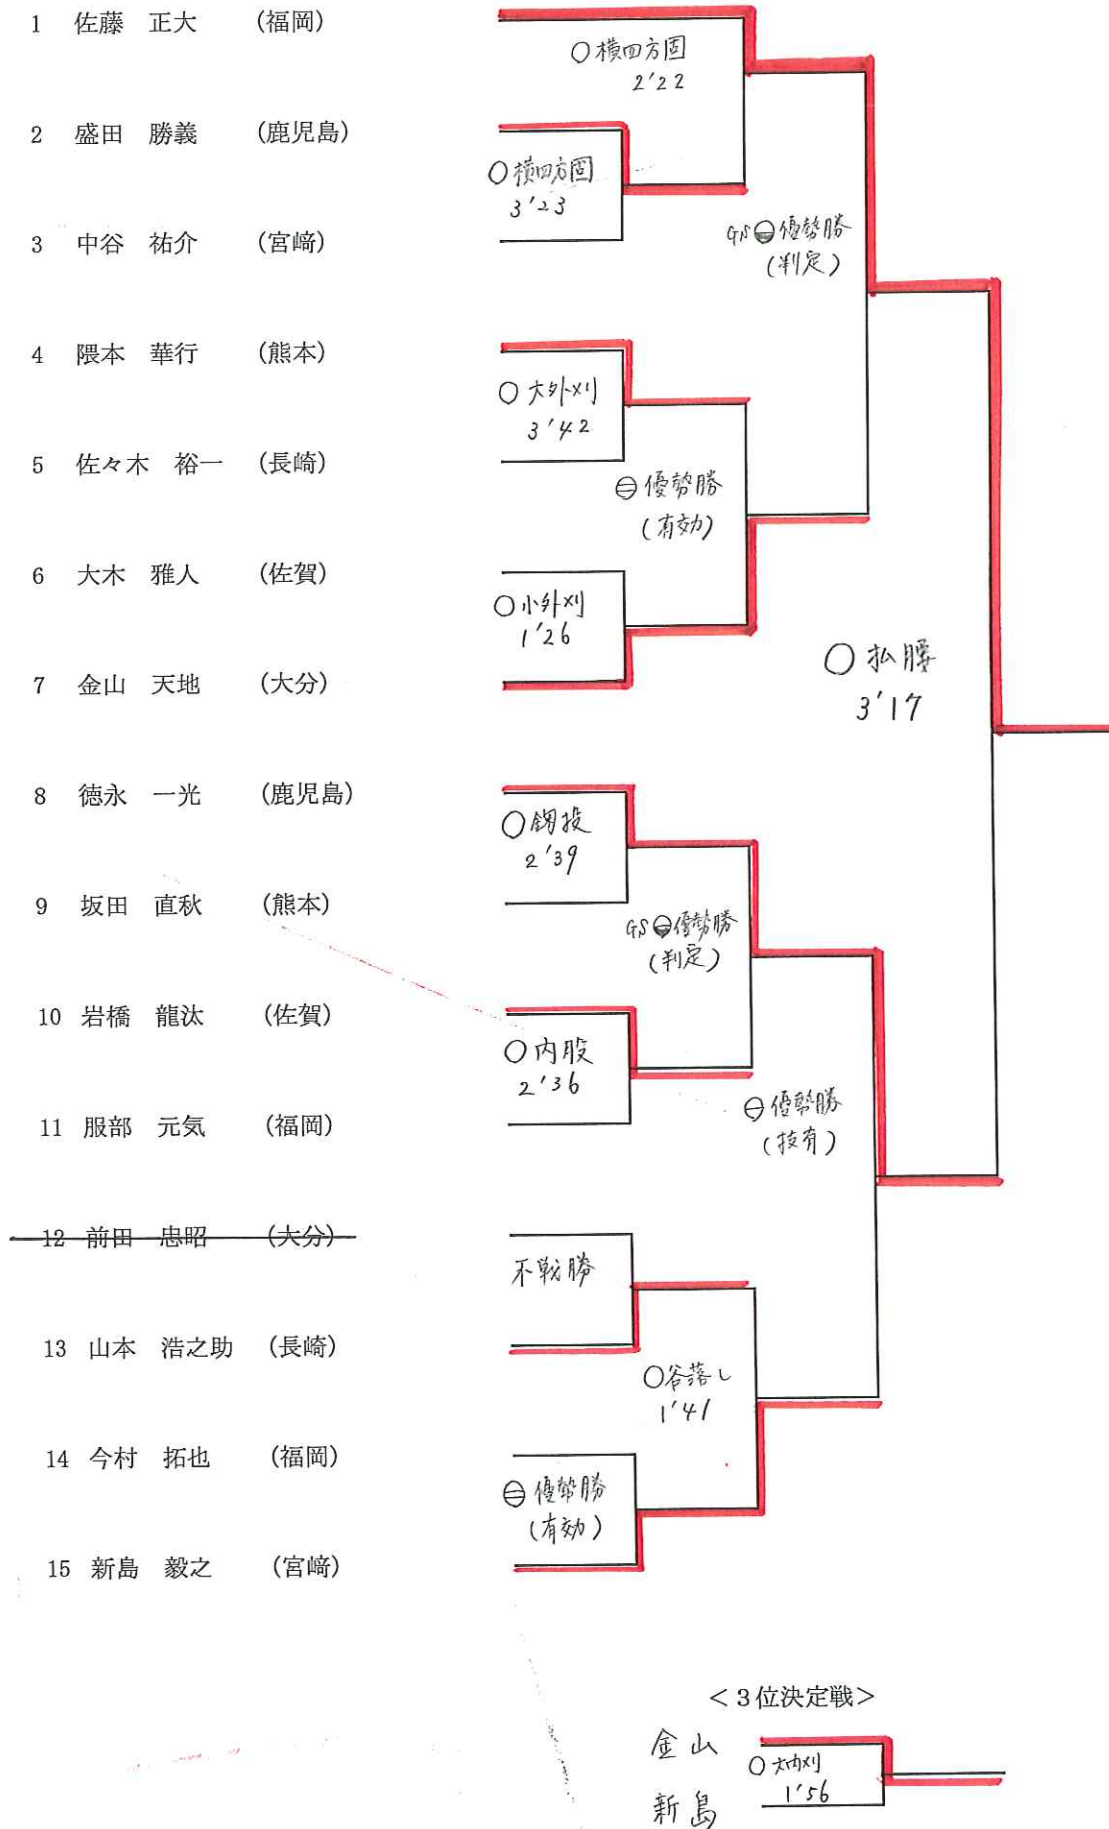 1 佐藤 正大 (福岡)
○横四方固
2'22
2 盛田 勝義 (鹿児島)
○横四方固
3'23
3 中谷 祐介 (宮﨑)
GS 優勢勝
(判定)
4 隈本 華行 (熊本)
○大外刈
3'42
5 佐々木 裕一 (長崎)
優勢勝
(有効)
6 大木 雅人 (佐賀)
○小外刈
1'26
7 金山 天地 (大分)
○払腰
3'17
8 徳永 一光 (鹿児島)
○釣投
2'39
9 坂田 直秋 (熊本)
GS 優勢勝
(判定)
10 岩橋 龍汰 (佐賀)
○内股
2'36
11 服部 元気 (福岡)
優勢勝
(技有)
12 前田 忠昭 (大分)
不戦勝
13 山本 浩之助 (長崎)
○谷落し
1'41
14 今村 拓也 (福岡)
優勢勝
(有効)
15 新島 毅之 (宮﨑)
＜3位決定戦＞
金山
○大内刈
1'56
新島